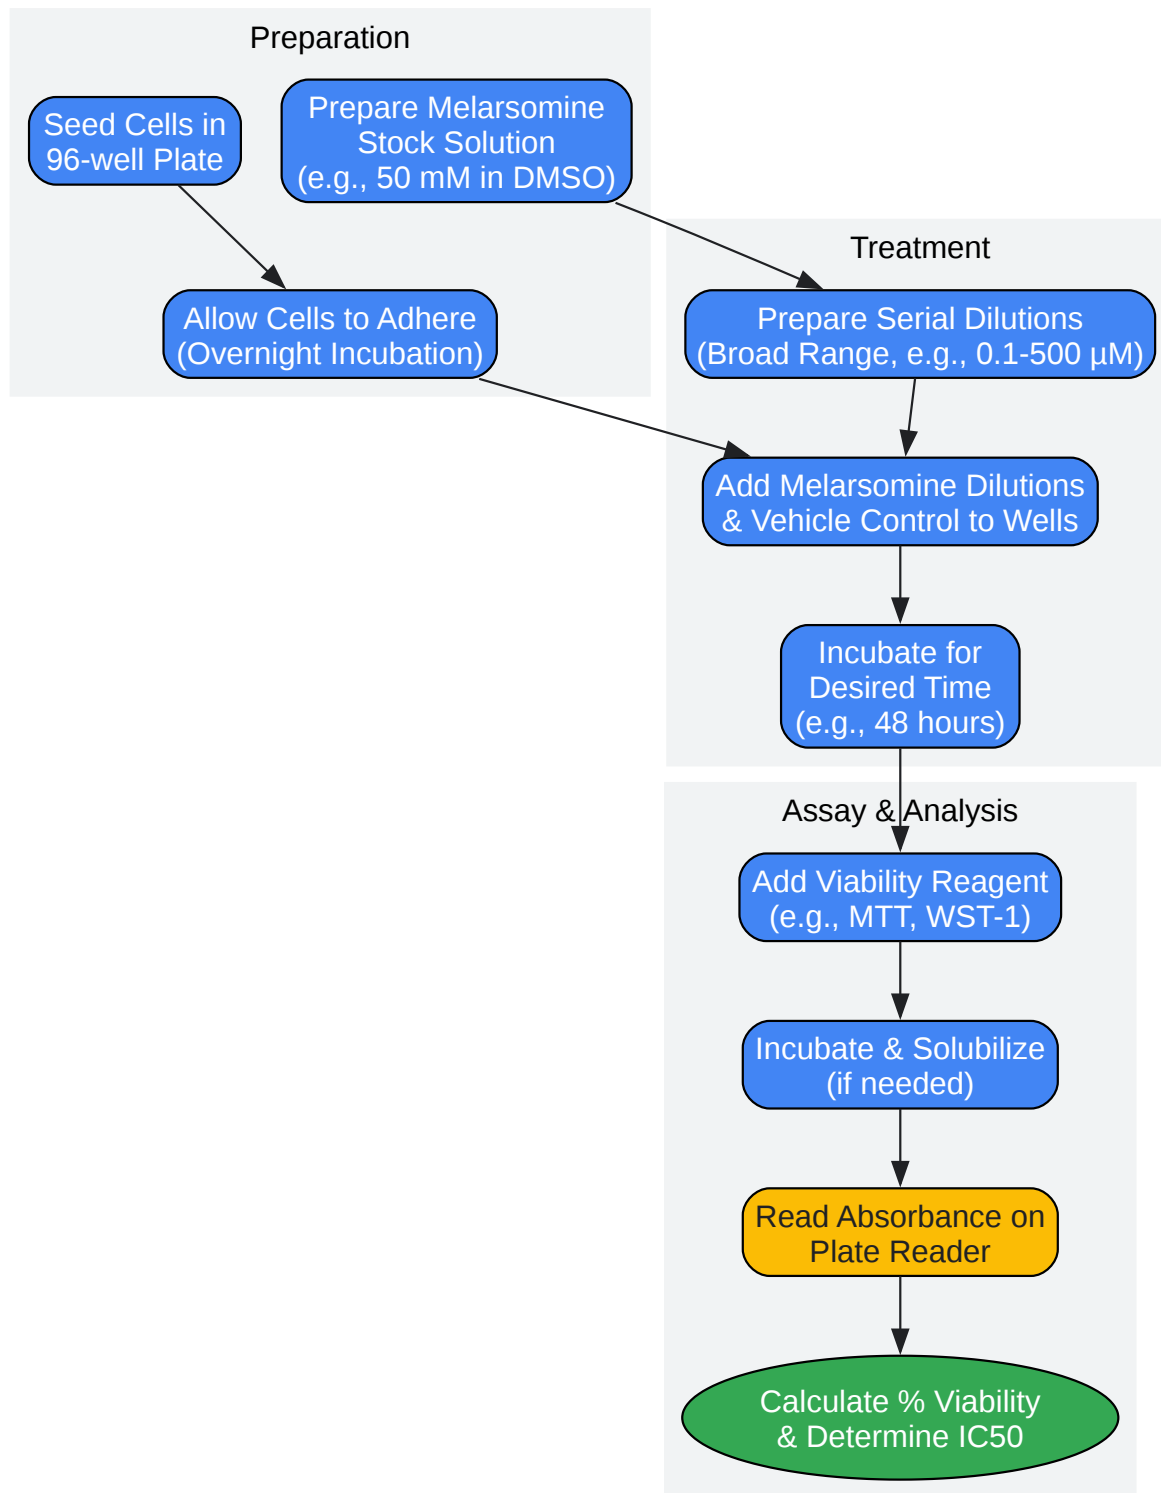 Preparation
Seed Cells in
96-well Plate
Prepare Melarsomine
Stock Solution
(e.g., 50 mM in DMSO)
Allow Cells to Adhere
(Overnight Incubation)
Treatment
Prepare Serial Dilutions
(Broad Range, e.g., 0.1-500 µM)
Add Melarsomine Dilutions
& Vehicle Control to Wells
Incubate for
Desired Time
(e.g., 48 hours)
Assay & Analysis
Add Viability Reagent
(e.g., MTT, WST-1)
Incubate & Solubilize
(if needed)
Read Absorbance on
Plate Reader
Calculate % Viability
& Determine IC50